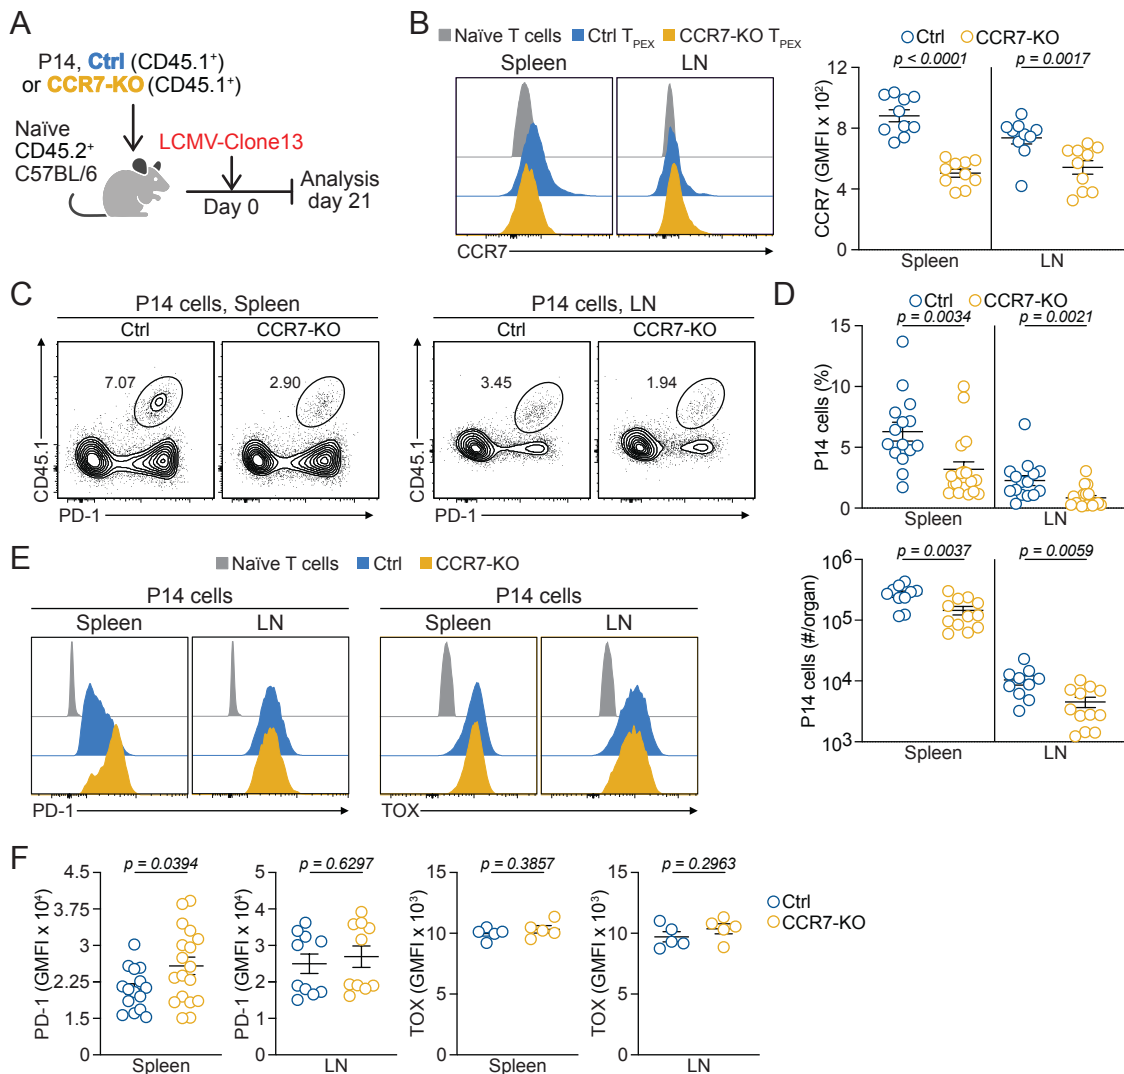 A
P14, Ctrl (CD45.1⁺)
or CCR7-KO (CD45.1⁺)
Naïve
CD45.2⁺
C57BL/6
LCMV-Clone13
Day 0
Analysis
day 21
B
Naïve T cells Ctrl T_PEX CCR7-KO T_PEX
Spleen LN
CCR7
Ctrl CCR7-KO
p < 0.0001 p = 0.0017
CCR7 (GMFI x 10²)
12
8
4
0
Spleen LN
C
P14 cells, Spleen P14 cells, LN
Ctrl CCR7-KO Ctrl CCR7-KO
7.07 2.90 3.45 1.94
CD45.1 CD45.1
PD-1 PD-1
D
Ctrl CCR7-KO
p = 0.0034 p = 0.0021
P14 cells (%)
15
10
5
0
Spleen LN
p = 0.0037 p = 0.0059
P14 cells (#/organ)
10⁶
10⁵
10⁴
10³
Spleen LN
E
Naïve T cells Ctrl CCR7-KO
P14 cells P14 cells
Spleen LN Spleen LN
PD-1 TOX
F
p = 0.0394
PD-1 (GMFI x 10⁴)
4.5
3.75
3
2.25
1.5
Spleen
p = 0.6297
PD-1 (GMFI x 10⁴)
5
4
3
2
1
0
LN
p = 0.3857
TOX (GMFI x 10³)
15
10
5
0
Spleen
p = 0.2963
TOX (GMFI x 10³)
15
10
5
0
LN
Ctrl
CCR7-KO